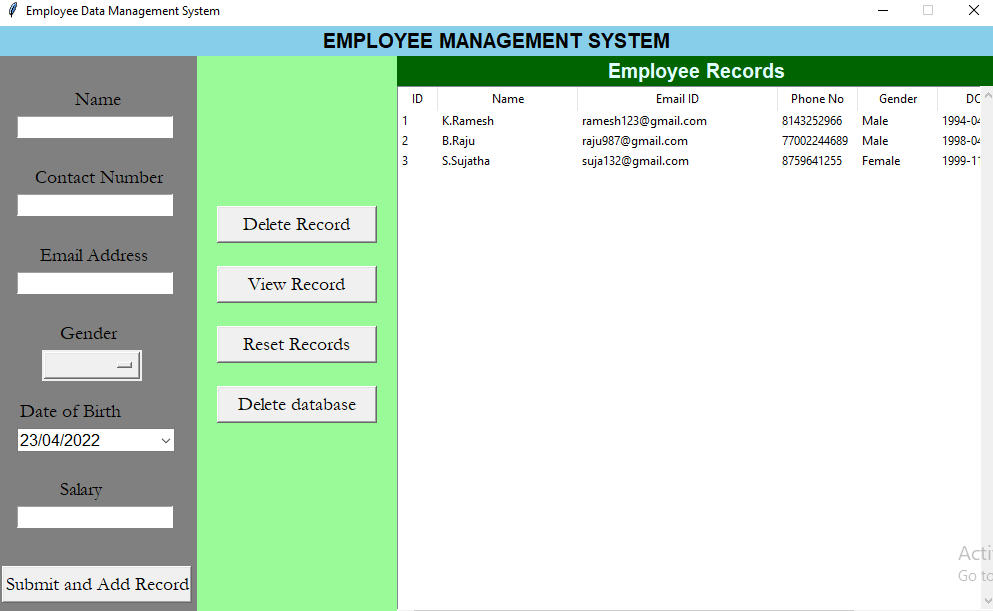 Employee Data Management System
EMPLOYEE MANAGEMENT SYSTEM
Name
Contact Number
Email Address
Gender
Date of Birth
23/04/2022
Salary
Submit and Add Record
Delete Record
View Record
Reset Records
Delete database
Employee Records
ID Name Email ID Phone No Gender
1 K.Ramesh ramesh123@gmail.com 8143252966 Male 1994-04
2 B.Raju raju987@gmail.com 77002244689 Male 1998-04
3 S.Sujatha suja132@gmail.com 8759641255 Female 1999-1
Acti
Go to